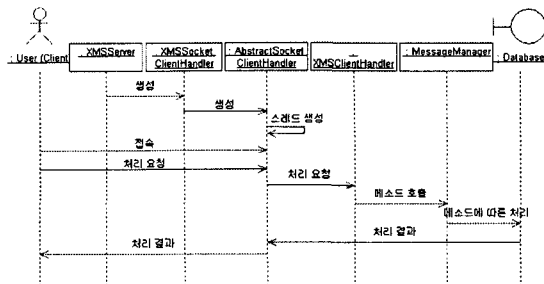 : User (Client)
: XMSServer
: XMSSocket
ClientHandler
: AbstractSocket
ClientHandler
:
XMSClientHandler
: MessageManager
: Database
생성
생성
스레드 생성
접속
처리 요청
처리 요청
메소드 호출
메소드에 따른 처리
처리 결과
처리 결과